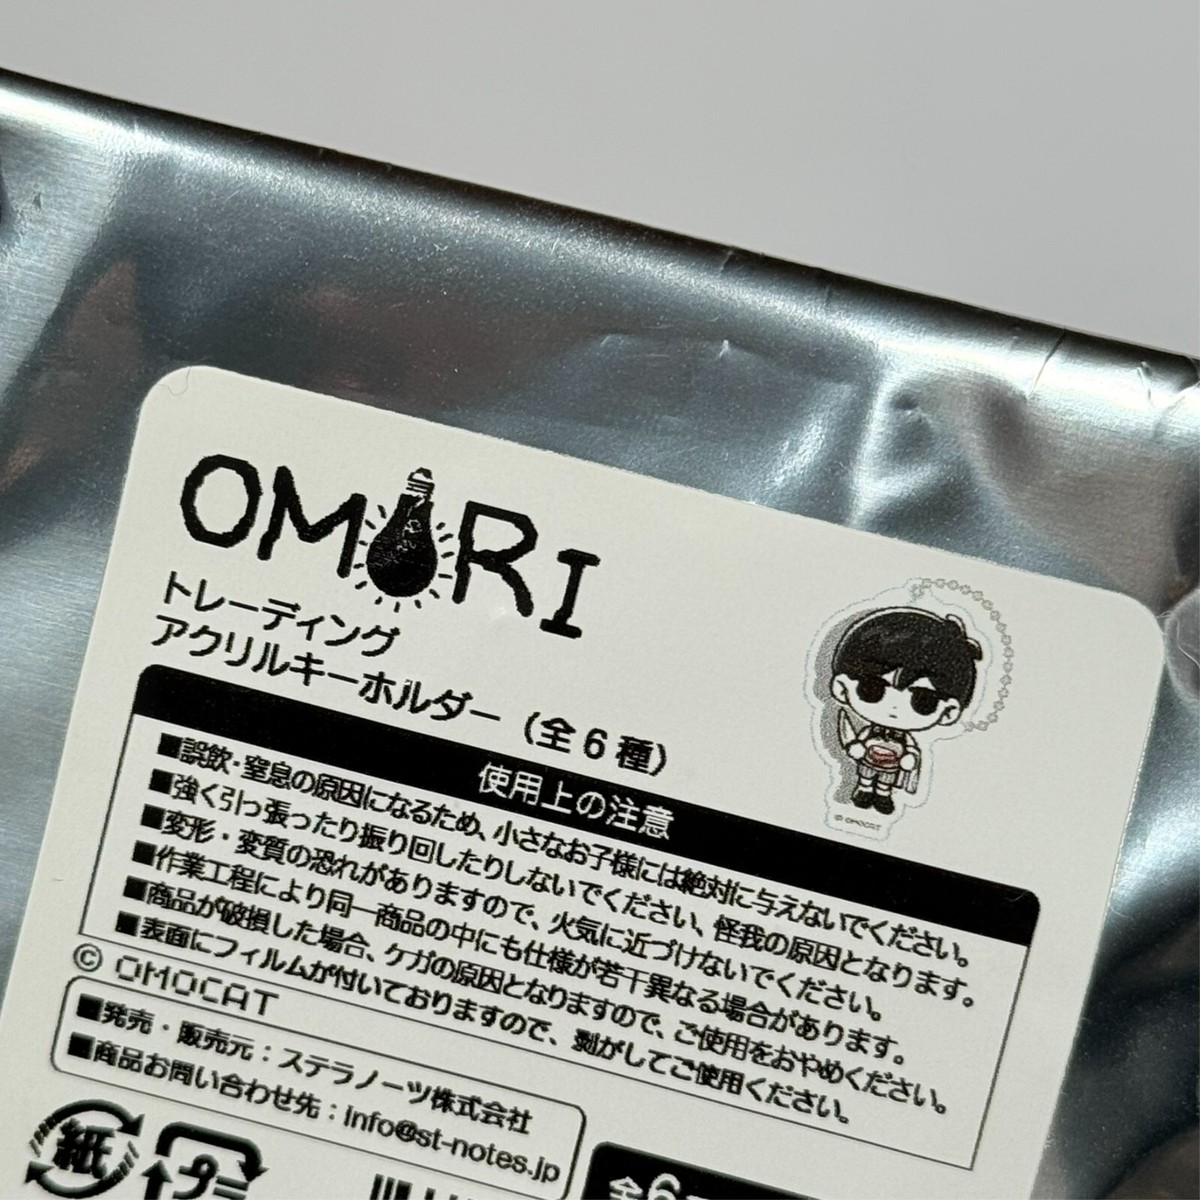 OMORI
トレーディング
アクリルキーホルダー（全6種）
© OMOCAT
使用上の注意
■誤飲・窒息の原因になるため、小さなお子様には絶対に与えないでください。
■強く引っ張ったり振り回したりしないでください、怪我の原因となります。
■変形・変質の恐れがありますので、火気に近づけないでください。
■作業工程により同一商品の中にも仕様が若干異なる場合があります。
■商品が破損した場合、ケガの原因となりますので、ご使用をおやめください。
■表面にフィルムが付いておりますので、剥がしてご使用ください。
© OMOCAT
■発売・販売元：ステラノーツ株式会社
■商品お問い合わせ先：info@st-notes.jp
紙
プ
全6